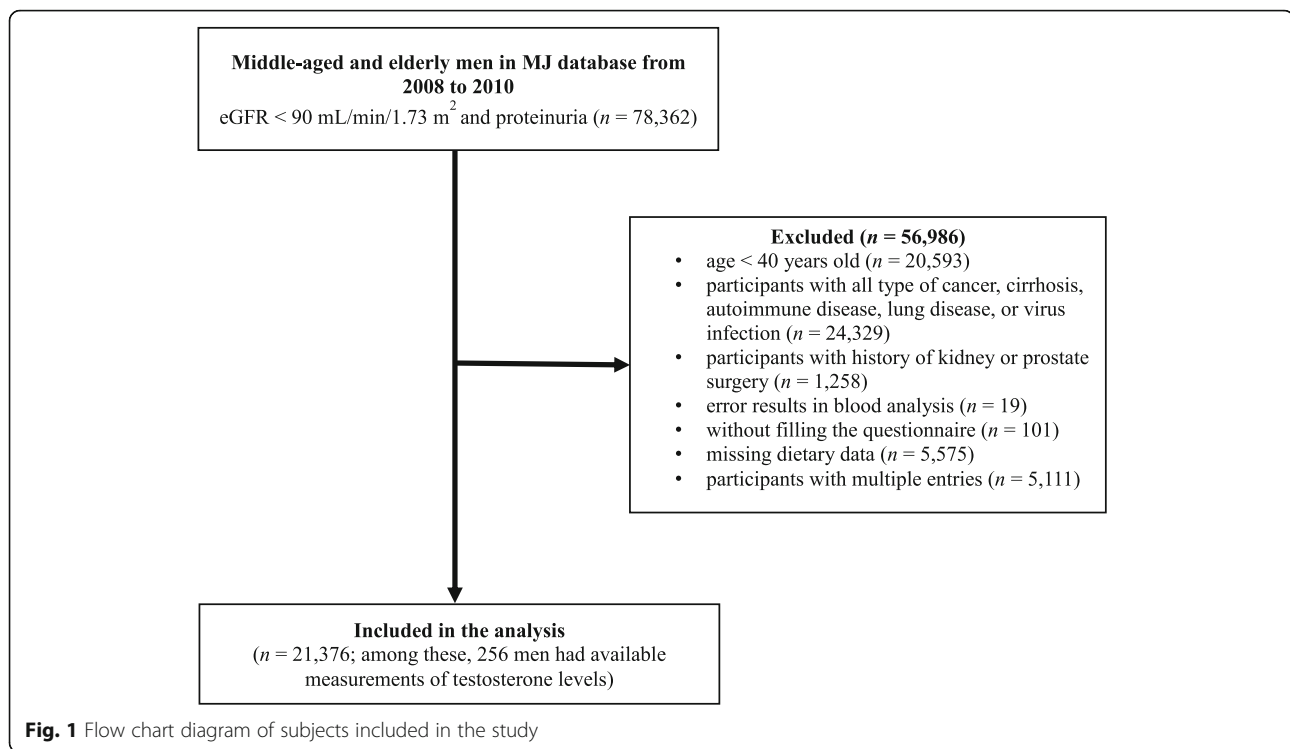 Middle-aged and elderly men in MJ database from
2008 to 2010
eGFR < 90 mL/min/1.73 m² and proteinuria (n = 78,362)
Excluded (n = 56,986)
• age < 40 years old (n = 20,593)
• participants with all type of cancer, cirrhosis,
autoimmune disease, lung disease, or virus
infection (n = 24,329)
• participants with history of kidney or prostate
surgery (n = 1,258)
• error results in blood analysis (n = 19)
• without filling the questionnaire (n = 101)
• missing dietary data (n = 5,575)
• participants with multiple entries (n = 5,111)
Included in the analysis
(n = 21,376; among these, 256 men had available
measurements of testosterone levels)
Fig. 1 Flow chart diagram of subjects included in the study